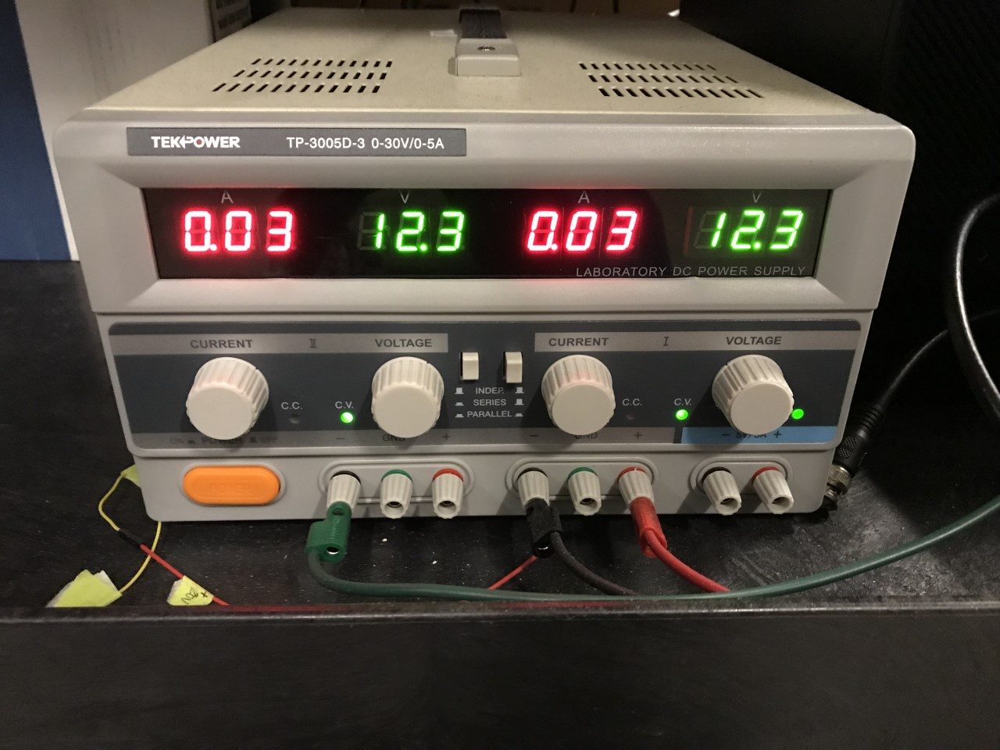 TEKPOWER TP-3005D-3 0-30V/0-5A
A V A V
0.03 12.3 0.03 12.3
LABORATORY DC POWER SUPPLY
CURRENT II VOLTAGE CURRENT I VOLTAGE
INDEP.
SERIES
PARALLEL
C.C. C.V. C.C. C.V.
ON POWER OFF - GND + - GND + - 5V/3A +